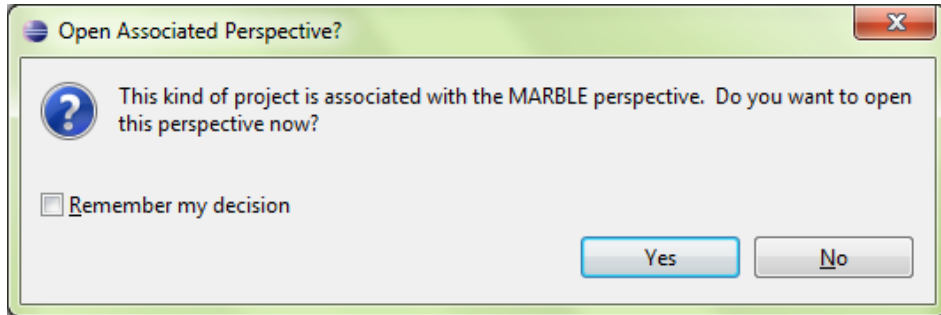 Open Associated Perspective?
This kind of project is associated with the MARBLE perspective.  Do you want to open
this perspective now?
Remember my decision
Yes
No